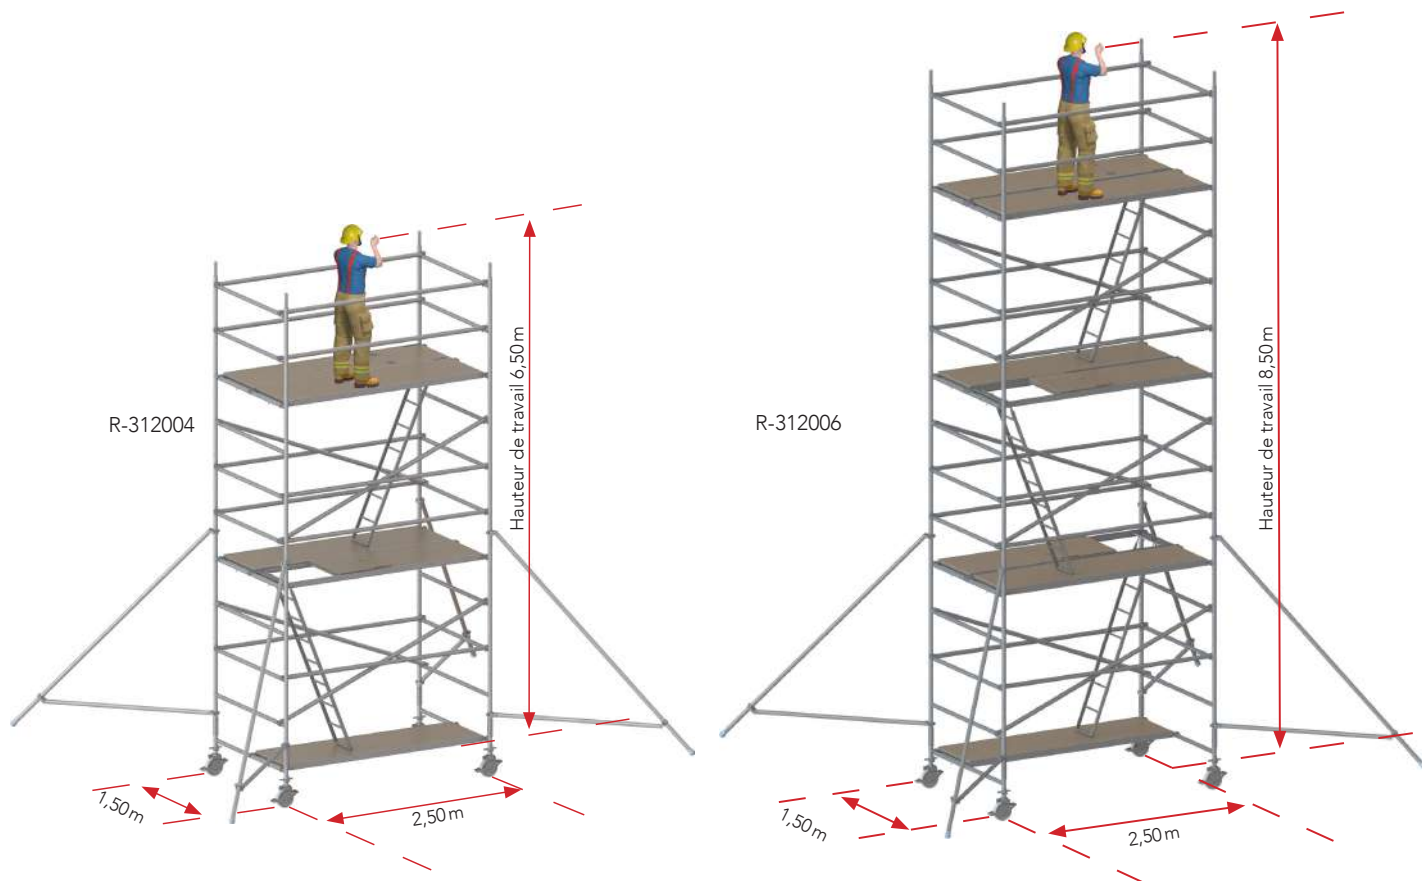 R-312004
Hauteur de travail 6,50 m
1,50 m
2,50 m
R-312006
Hauteur de travail 8,50 m
1,50 m
2,50 m